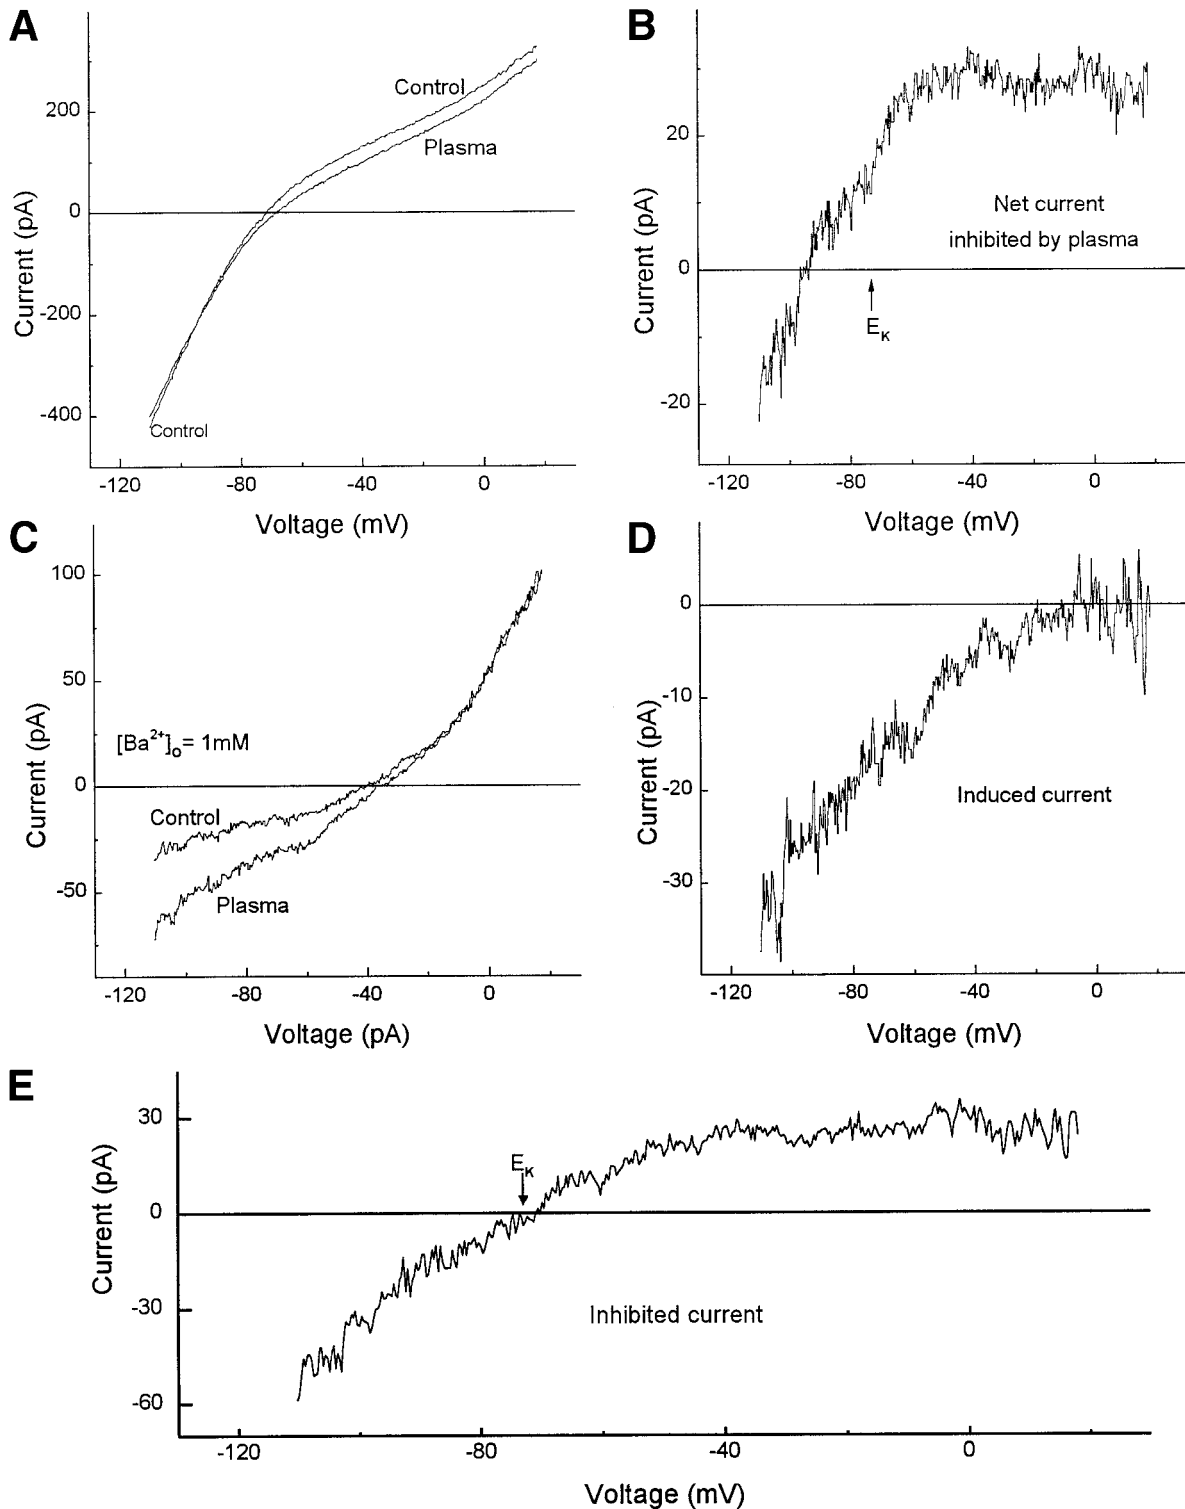 A
Control
200
Plasma
0
-200
-400
Control
-120
-80
-40
0
Voltage (mV)
Current (pA)
B
20
Net current
inhibited by plasma
0
E_K
-20
-120
-80
-40
0
Voltage (mV)
Current (pA)
C
100
50
[Ba²⁺]ₒ= 1mM
0
Control
-50
Plasma
-120
-80
-40
0
Voltage (pA)
Current (pA)
D
0
-10
-20
Induced current
-30
-120
-80
-40
0
Voltage (mV)
Current (pA)
E
30
E_K
0
-30
Inhibited current
-60
-120
-80
-40
0
Voltage (mV)
Current (pA)